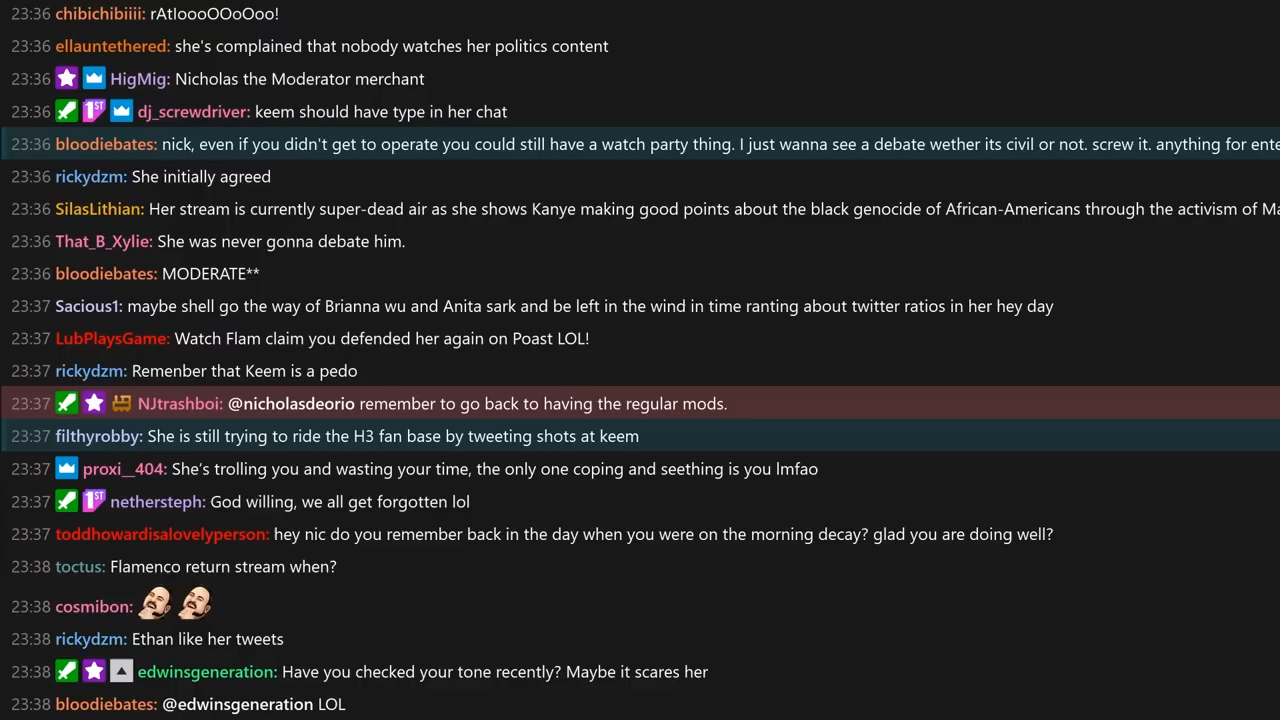 23:36 chibichibiiii: rAtIoooOOoOoo!
23:36 ellauntethered: she's complained that nobody watches her politics content
23:36 HigMig: Nicholas the Moderator merchant
23:36 1ST dj_screwdriver: keem should have type in her chat
23:36 bloodiebates: nick, even if you didn't get to operate you could still have a watch party thing. I just wanna see a debate wether its civil or not. screw it. anything for ente
23:36 rickydzm: She initially agreed
23:36 SilasLithian: Her stream is currently super-dead air as she shows Kanye making good points about the black genocide of African-Americans through the activism of Ma
23:36 That_B_Xylie: She was never gonna debate him.
23:36 bloodiebates: MODERATE**
23:37 Sacious1: maybe shell go the way of Brianna wu and Anita sark and be left in the wind in time ranting about twitter ratios in her hey day
23:37 LubPlaysGame: Watch Flam claim you defended her again on Poast LOL!
23:37 rickydzm: Remenber that Keem is a pedo
23:37 NJtrashboi: @nicholasdeorio remember to go back to having the regular mods.
23:37 filthyrobby: She is still trying to ride the H3 fan base by tweeting shots at keem
23:37 proxi__404: She's trolling you and wasting your time, the only one coping and seething is you lmfao
23:37 1ST nethersteph: God willing, we all get forgotten lol
23:37 toddhowardisalovelyperson: hey nic do you remember back in the day when you were on the morning decay? glad you are doing well?
23:38 toctus: Flamenco return stream when?
23:38 cosmibon:
23:38 rickydzm: Ethan like her tweets
23:38 edwinsgeneration: Have you checked your tone recently? Maybe it scares her
23:38 bloodiebates: @edwinsgeneration LOL